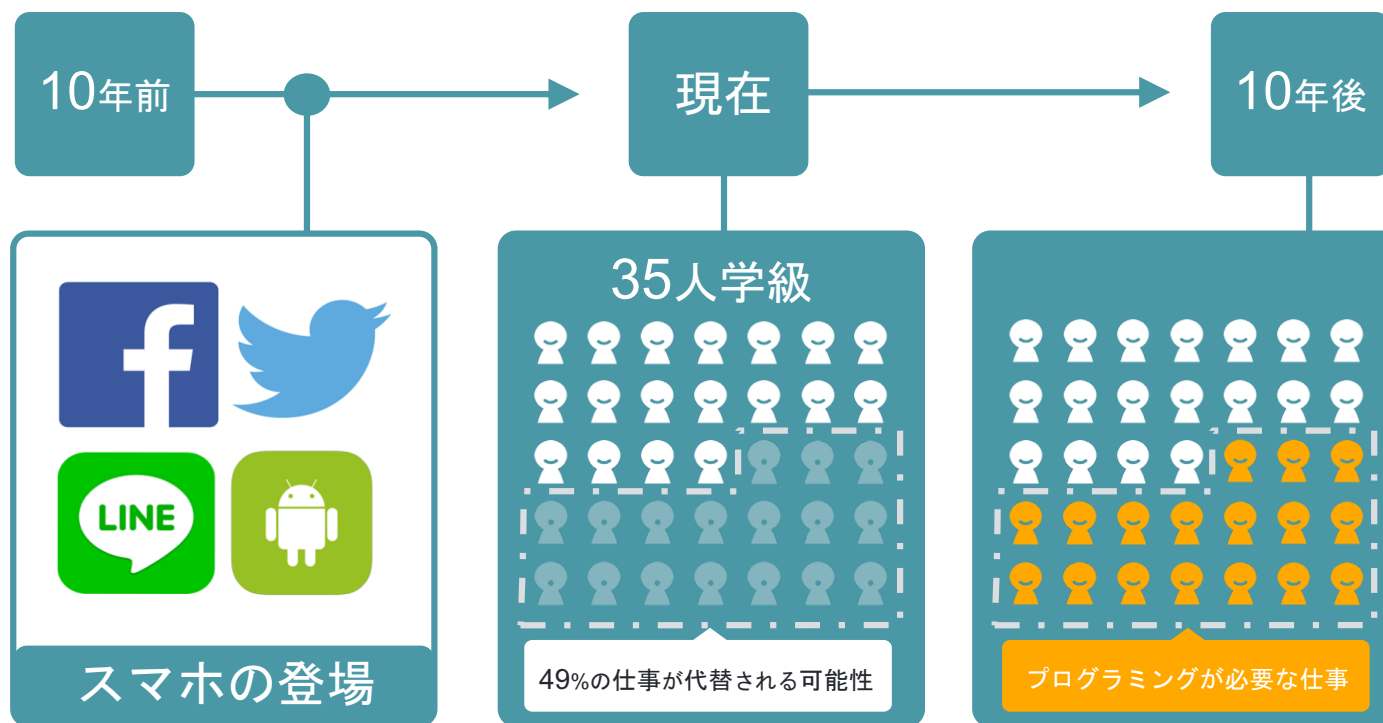 10年前
現在
10年後
35人学級
LINE
スマホの登場
49%の仕事が代替される可能性
プログラミングが必要な仕事